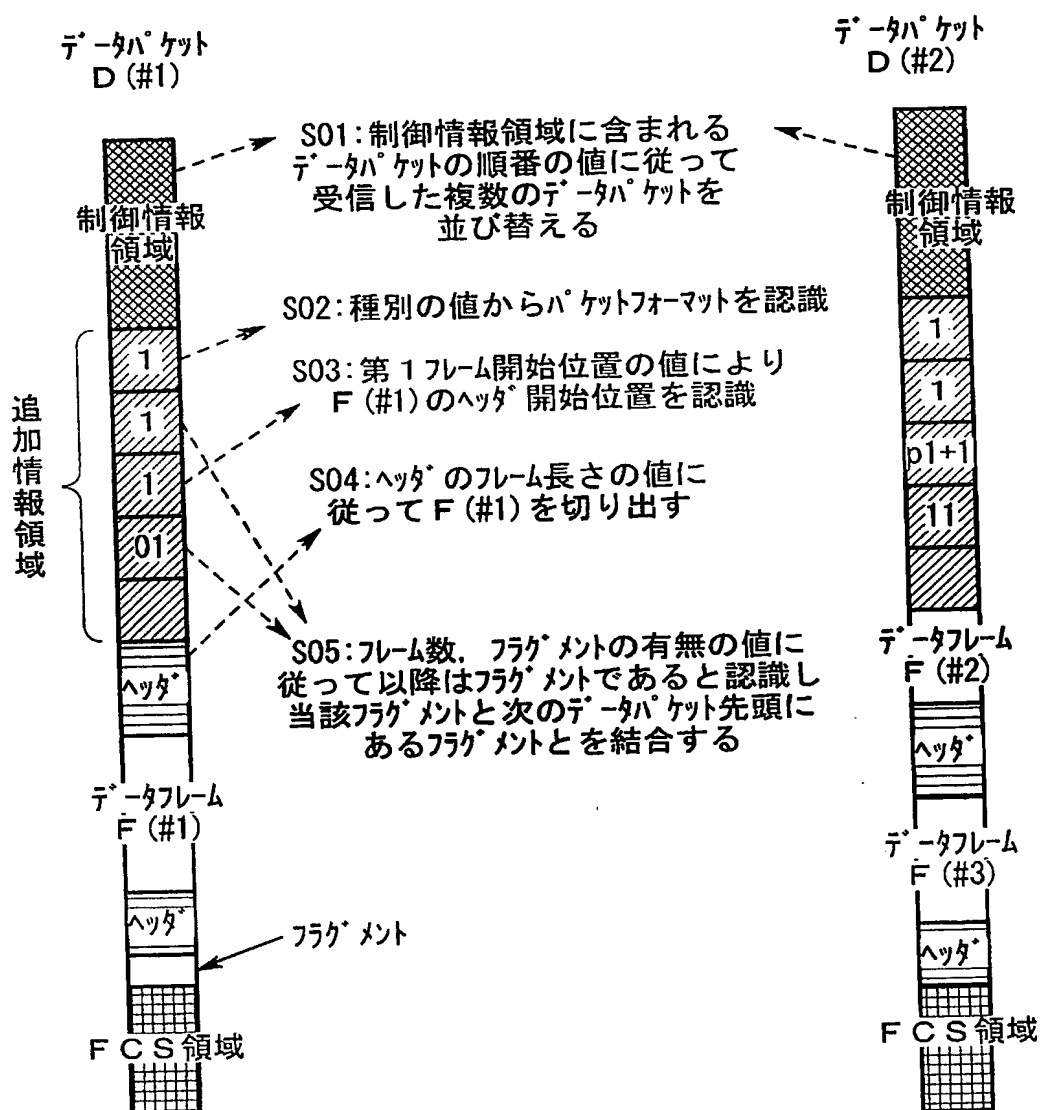 データパケット
D (#1)
制御情報
領域
追加情報領域
1
1
1
01
ヘッダ
データフレーム
F (#1)
ヘッダ
フラグメント
FCS領域
S01:制御情報領域に含まれる
データパケットの順番の値に従って
受信した複数のデータパケットを
並び替える
S02:種別の値からパケットフォーマットを認識
S03:第1フレーム開始位置の値により
F (#1)のヘッダ開始位置を認識
S04:ヘッダのフレーム長さの値に
従ってF (#1)を切り出す
S05:フレーム数, フラグメントの有無の値に
従って以降はフラグメントであると認識し
当該フラグメントと次のデータパケット先頭に
あるフラグメントとを結合する
データパケット
D (#2)
制御情報
領域
1
1
p1+1
11
データフレーム
F (#2)
ヘッダ
データフレーム
F (#3)
ヘッダ
FCS領域